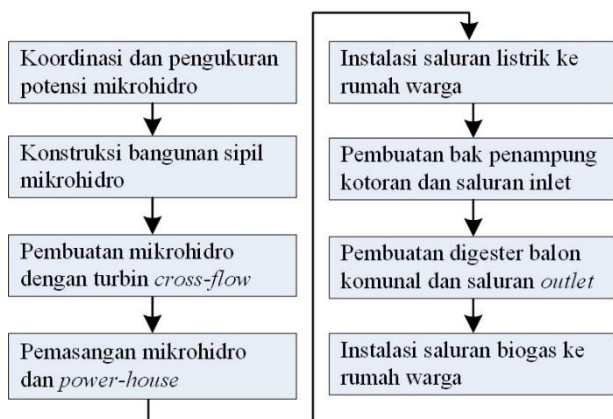 Koordinasi dan pengukuran
potensi mikrohidro
Konstruksi bangunan sipil
mikrohidro
Pembuatan mikrohidro
dengan turbin cross-flow
Pemasangan mikrohidro
dan power-house
Instalasi saluran listrik ke
rumah warga
Pembuatan bak penampung
kotoran dan saluran inlet
Pembuatan digester balon
komunal dan saluran outlet
Instalasi saluran biogas ke
rumah warga